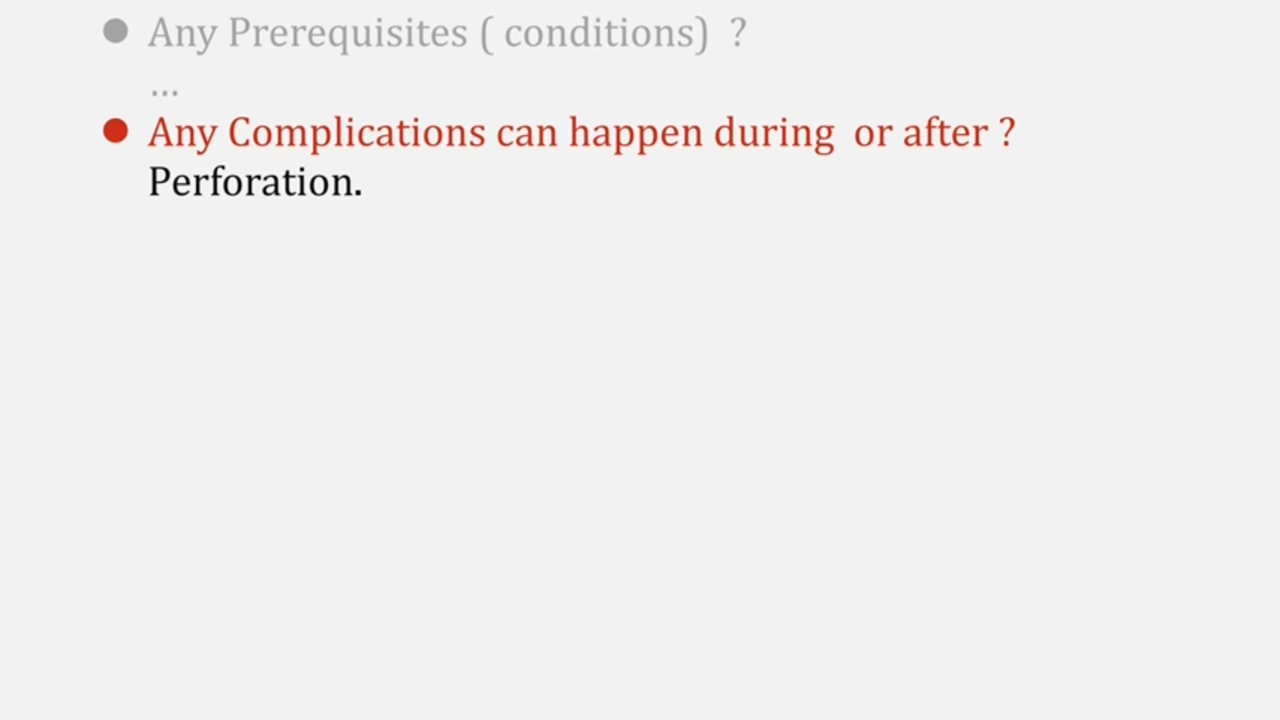 ● Any Prerequisites ( conditions)  ?
...
● Any Complications can happen during  or after ?
Perforation.